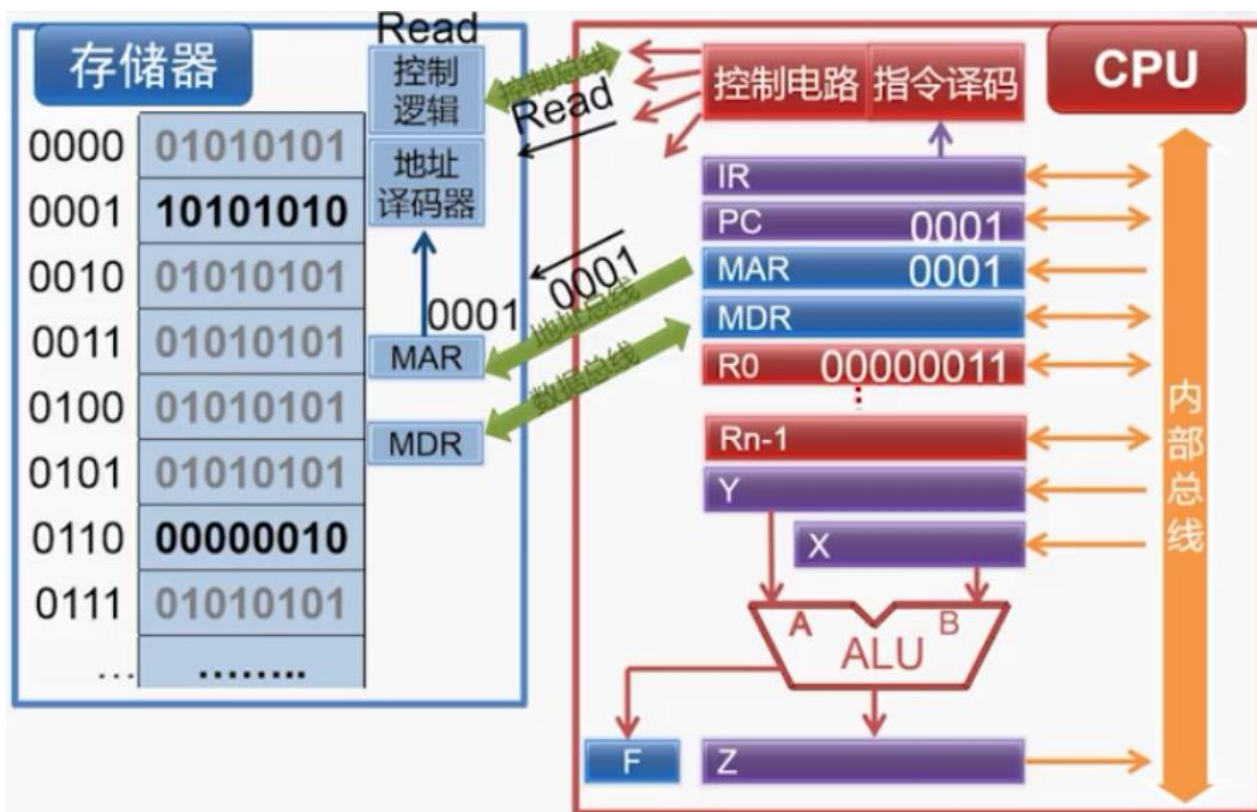 存储器
Read
控制
逻辑
地址
译码器
0000 01010101
0001 10101010
0010 01010101
0011 01010101
0100 01010101
0101 01010101
0110 00000010
0111 01010101
... ........
0001
MAR
MDR
控制总线
Read
0001
地址总线
数据总线
控制电路 指令译码
CPU
IR
PC 0001
MAR 0001
MDR
R0 00000011
Rn-1
Y
X
A B
ALU
F
Z
内部总线